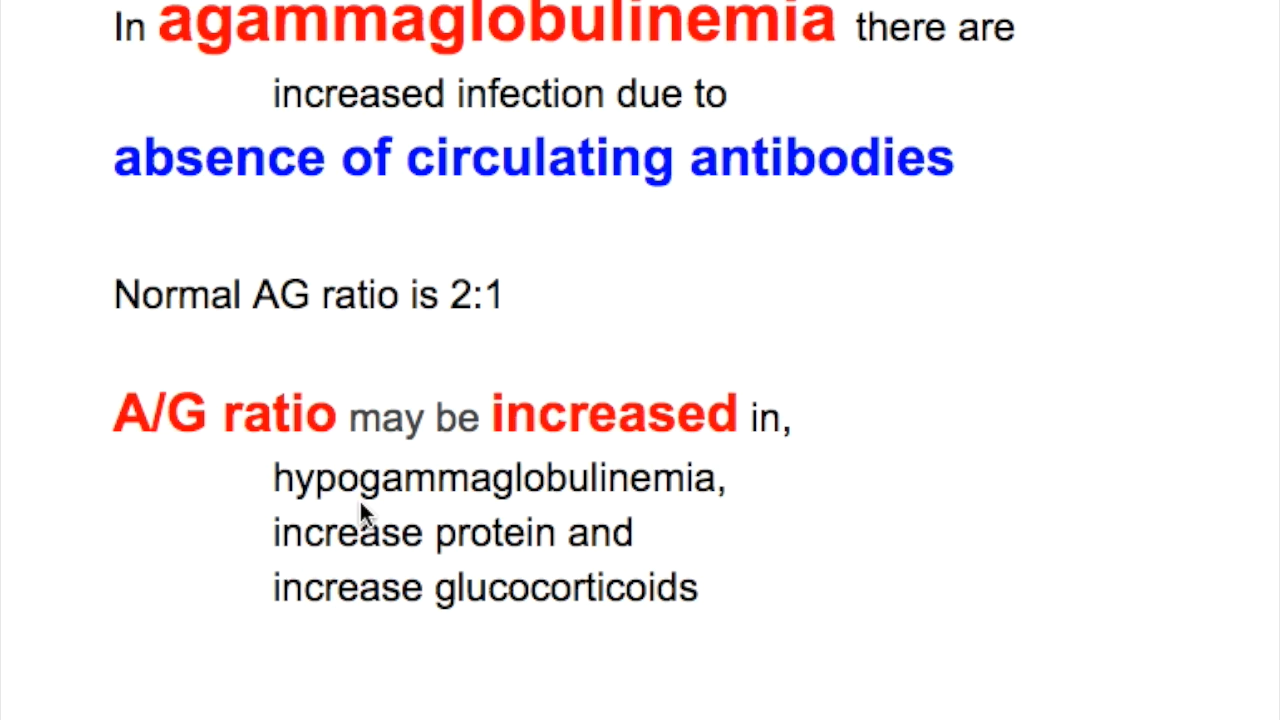 In agammaglobulinemia there are
increased infection due to
absence of circulating antibodies
Normal AG ratio is 2:1
A/G ratio may be increased in,
hypogammaglobulinemia,
increase protein and
increase glucocorticoids